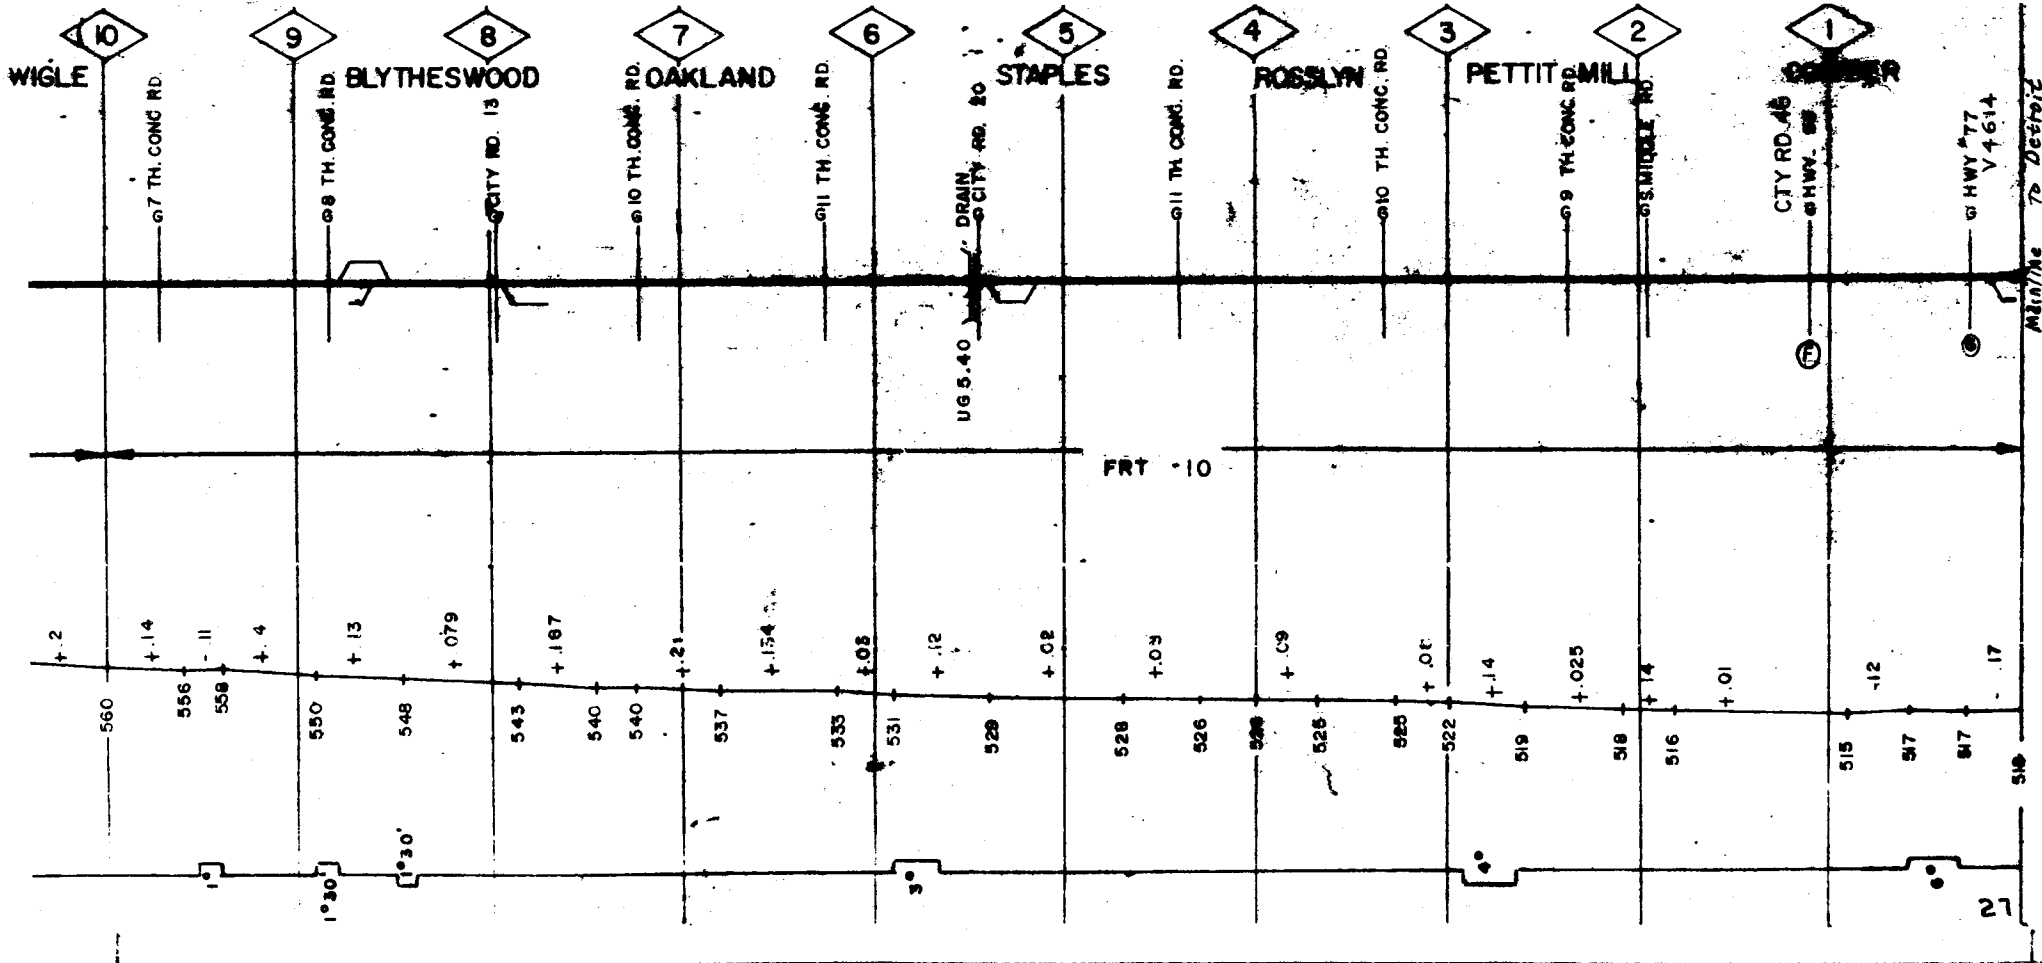 10 9 8 7 6 5 4 3 2 1
WIGLE BLYTHESWOOD OAKLAND STAPLES ROSSLYN PETTIT MILL
7 TH. CONC RD.
8 TH. CONC. RD.
CITY RD. 13
10 TH. CONC. RD.
11 TH CONC. RD.
DRAIN
CITY RD. 20
11 TH. CONC. RD.
10 TH. CONC. RD.
9 TH. CONC. RD.
S. MIDDLE RD.
CTY RD. 46
HWY.
HWY #77
V4614
Mainline To Detroit
UG 5.40
F
FRT -10
+.2 +.14 -.11 +.4 +.13 +.079 +.187 +.21 +.154 +.12 +.02 +.09 +.14 +.025 +.14 +.01 -.12 -.17
560 556 558 550 548 543 540 540 537 533 531 529 528 526 525 522 519 518 516 515 517 517
1° 1°30' 1°30' 3° 4° 6°
27